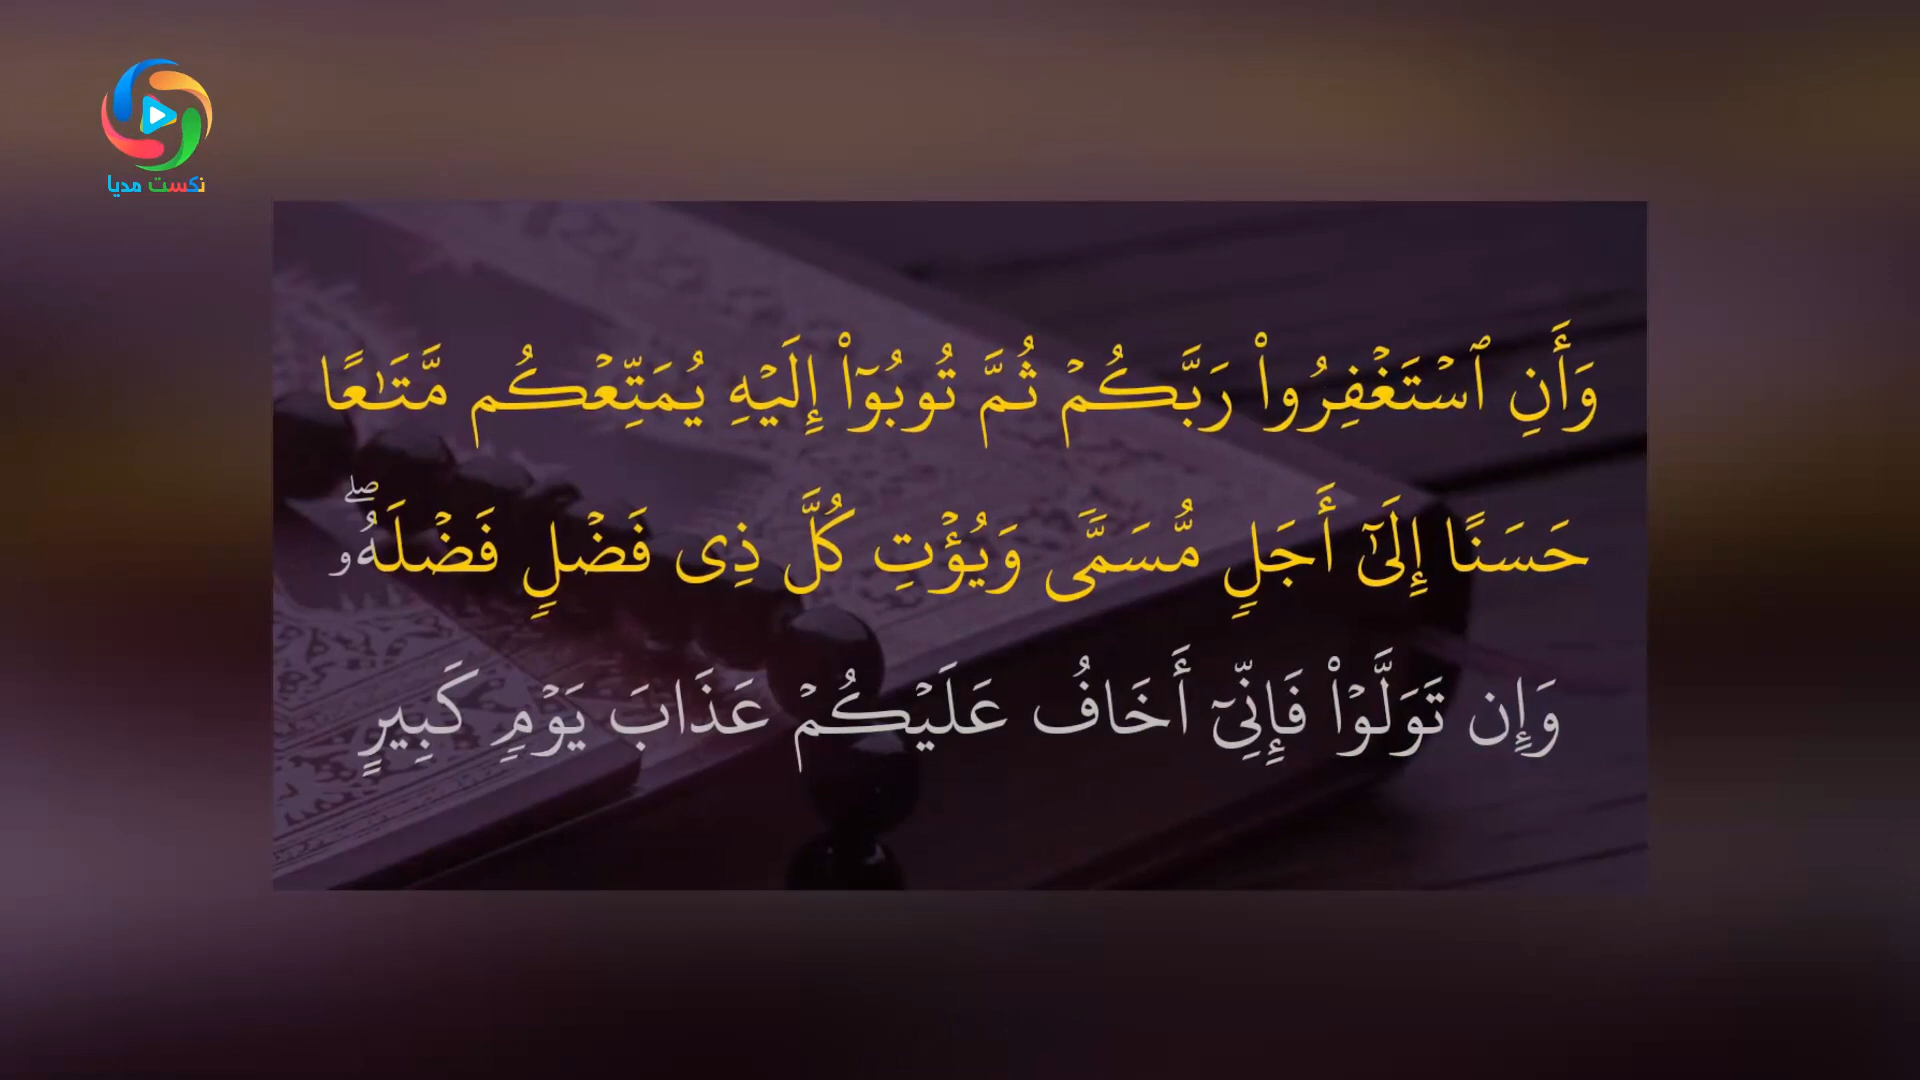 نكست مديا
وَأَنِ ٱسۡتَغۡفِرُواْ رَبَّكُمۡ ثُمَّ تُوبُوٓاْ إِلَيۡهِ يُمَتِّعۡكُم مَّتَٰعًا
حَسَنًا إِلَىٰٓ أَجَلٖ مُّسَمّٗى وَيُؤۡتِ كُلَّ ذِى فَضۡلٖ فَضۡلَهُۥۖ
وَإِن تَوَلَّوۡاْ فَإِنِّىٓ أَخَافُ عَلَيۡكُمۡ عَذَابَ يَوۡمٖ كَبِيرٍ